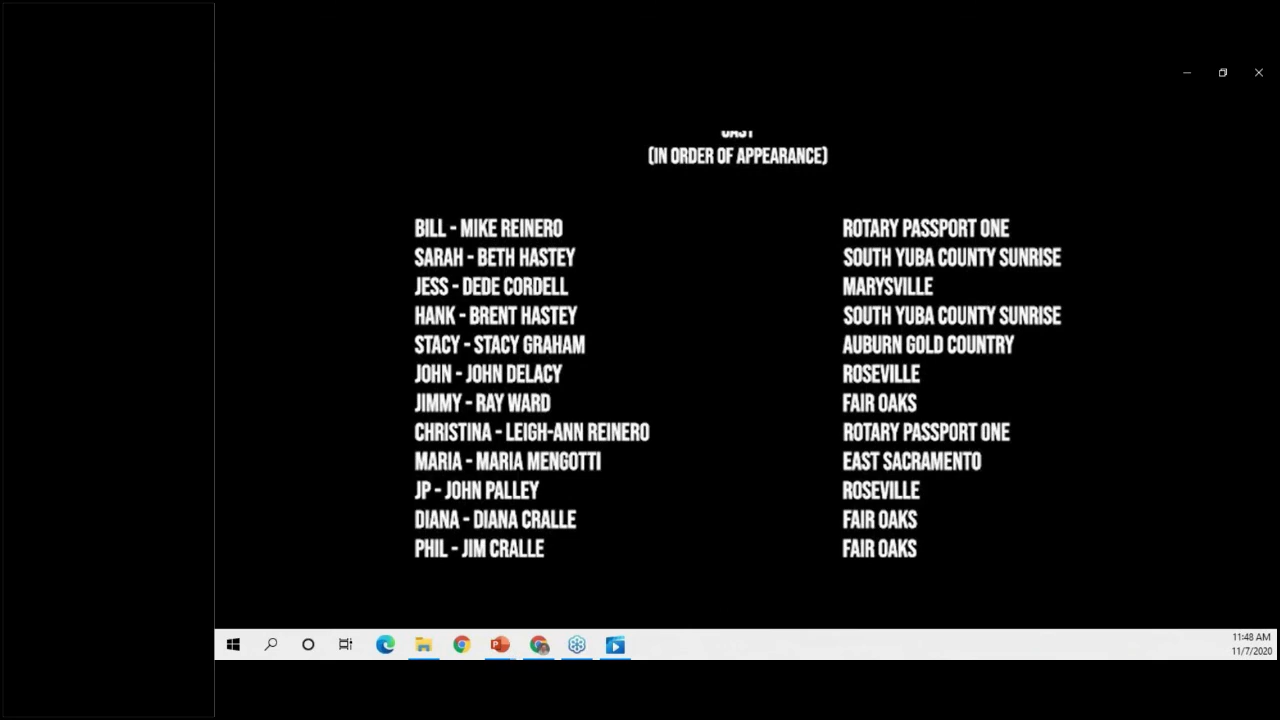 CAST
(IN ORDER OF APPEARANCE)
BILL - MIKE REINERO ROTARY PASSPORT ONE
SARAH - BETH HASTEY SOUTH YUBA COUNTY SUNRISE
JESS - DEDE CORDELL MARYSVILLE
HANK - BRENT HASTEY SOUTH YUBA COUNTY SUNRISE
STACY - STACY GRAHAM AUBURN GOLD COUNTRY
JOHN - JOHN DELACY ROSEVILLE
JIMMY - RAY WARD FAIR OAKS
CHRISTINA - LEIGH-ANN REINERO ROTARY PASSPORT ONE
MARIA - MARIA MENGOTTI EAST SACRAMENTO
JP - JOHN PALLEY ROSEVILLE
DIANA - DIANA CRALLE FAIR OAKS
PHIL - JIM CRALLE FAIR OAKS
11:48 AM
11/7/2020